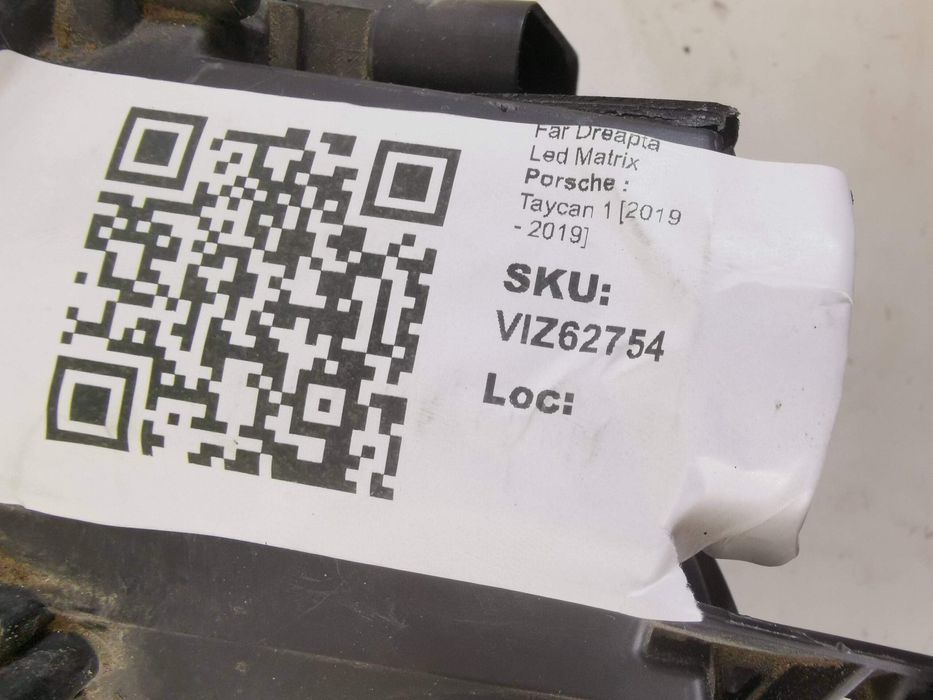 Far Dreapta
Led Matrix
Porsche :
Taycan 1 [2019
- 2019]
SKU:
VIZ62754
Loc: